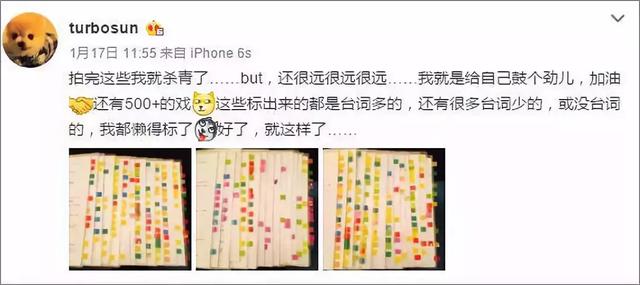 turbosun
1月17日 11:55 来自 iPhone 6s
拍完这些我就杀青了……but，还很远很远很远……我就是给自己鼓个劲儿，加油
还有500+的戏 这些标出来的都是台词多的，还有很多台词少的，或没台词
的，我都懒得标了 好了，就这样了……